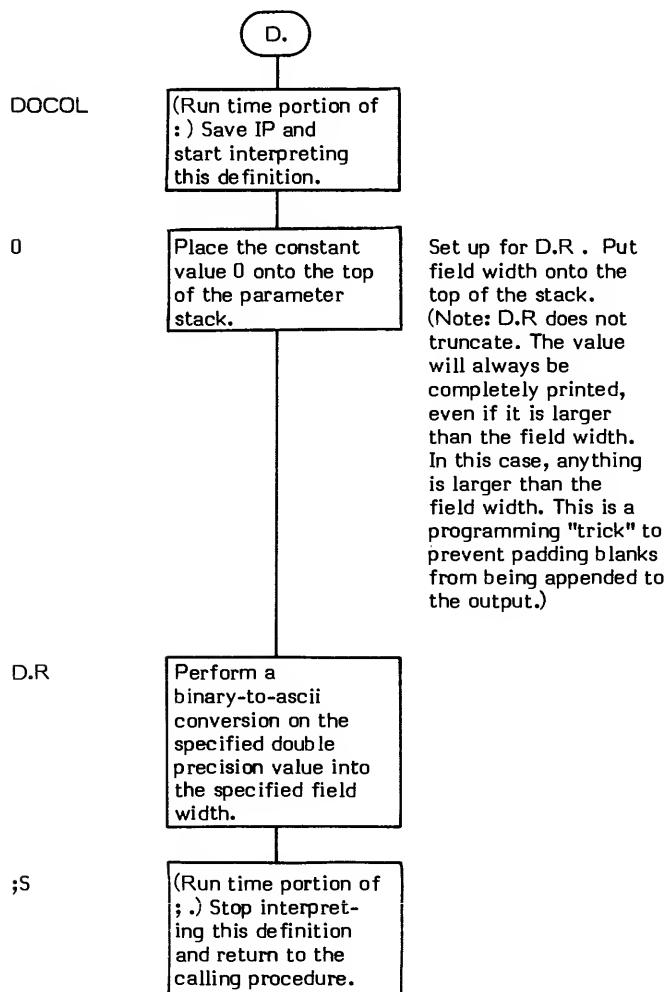 D.
DOCOL
(Run time portion of
: ) Save IP and
start interpreting
this definition.
0
Place the constant
value 0 onto the top
of the parameter
stack.
Set up for D.R . Put
field width onto the
top of the stack.
(Note: D.R does not
truncate. The value
will always be
completely printed,
even if it is larger
than the field width.
In this case, anything
is larger than the
field width. This is a
programming "trick" to
prevent padding blanks
from being appended to
the output.)
D.R
Perform a
binary-to-ascii
conversion on the
specified double
precision value into
the specified field
width.
;S
(Run time portion of
; .) Stop interpret-
ing this definition
and return to the
calling procedure.